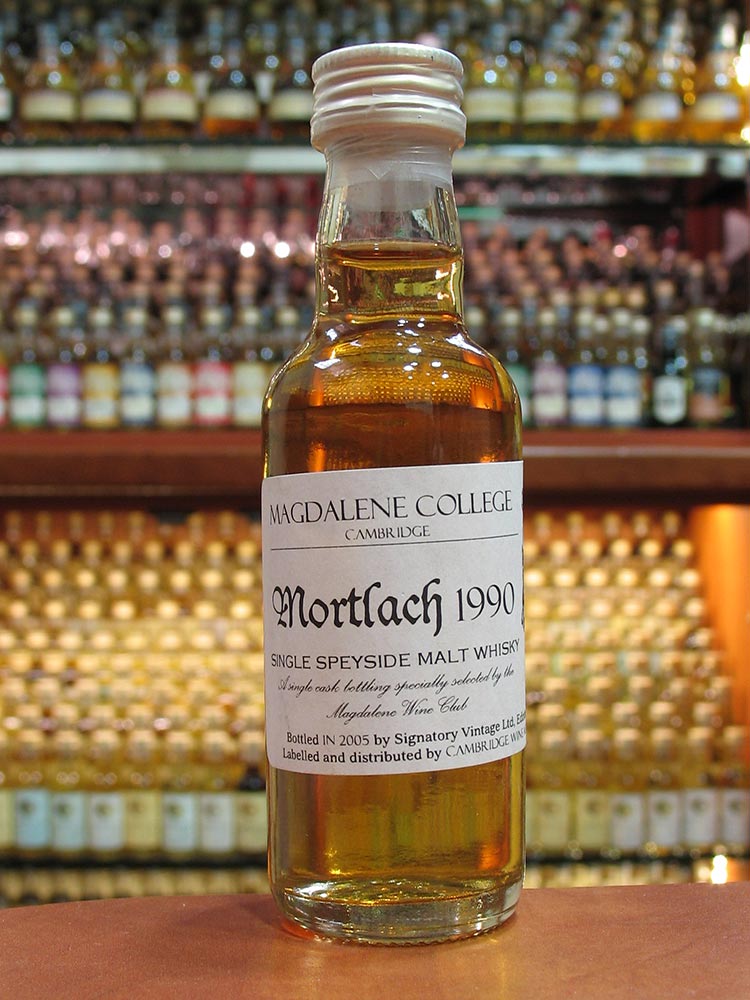 MAGDALENE COLLEGE
CAMBRIDGE
Mortlach 1990
SINGLE SPEYSIDE MALT WHISKY
A single cask bottling specially selected by the
Magdalene Wine Club
Bottled IN 2005 by Signatory Vintage Ltd,
Labelled and distributed by CAMBRIDGE WINE